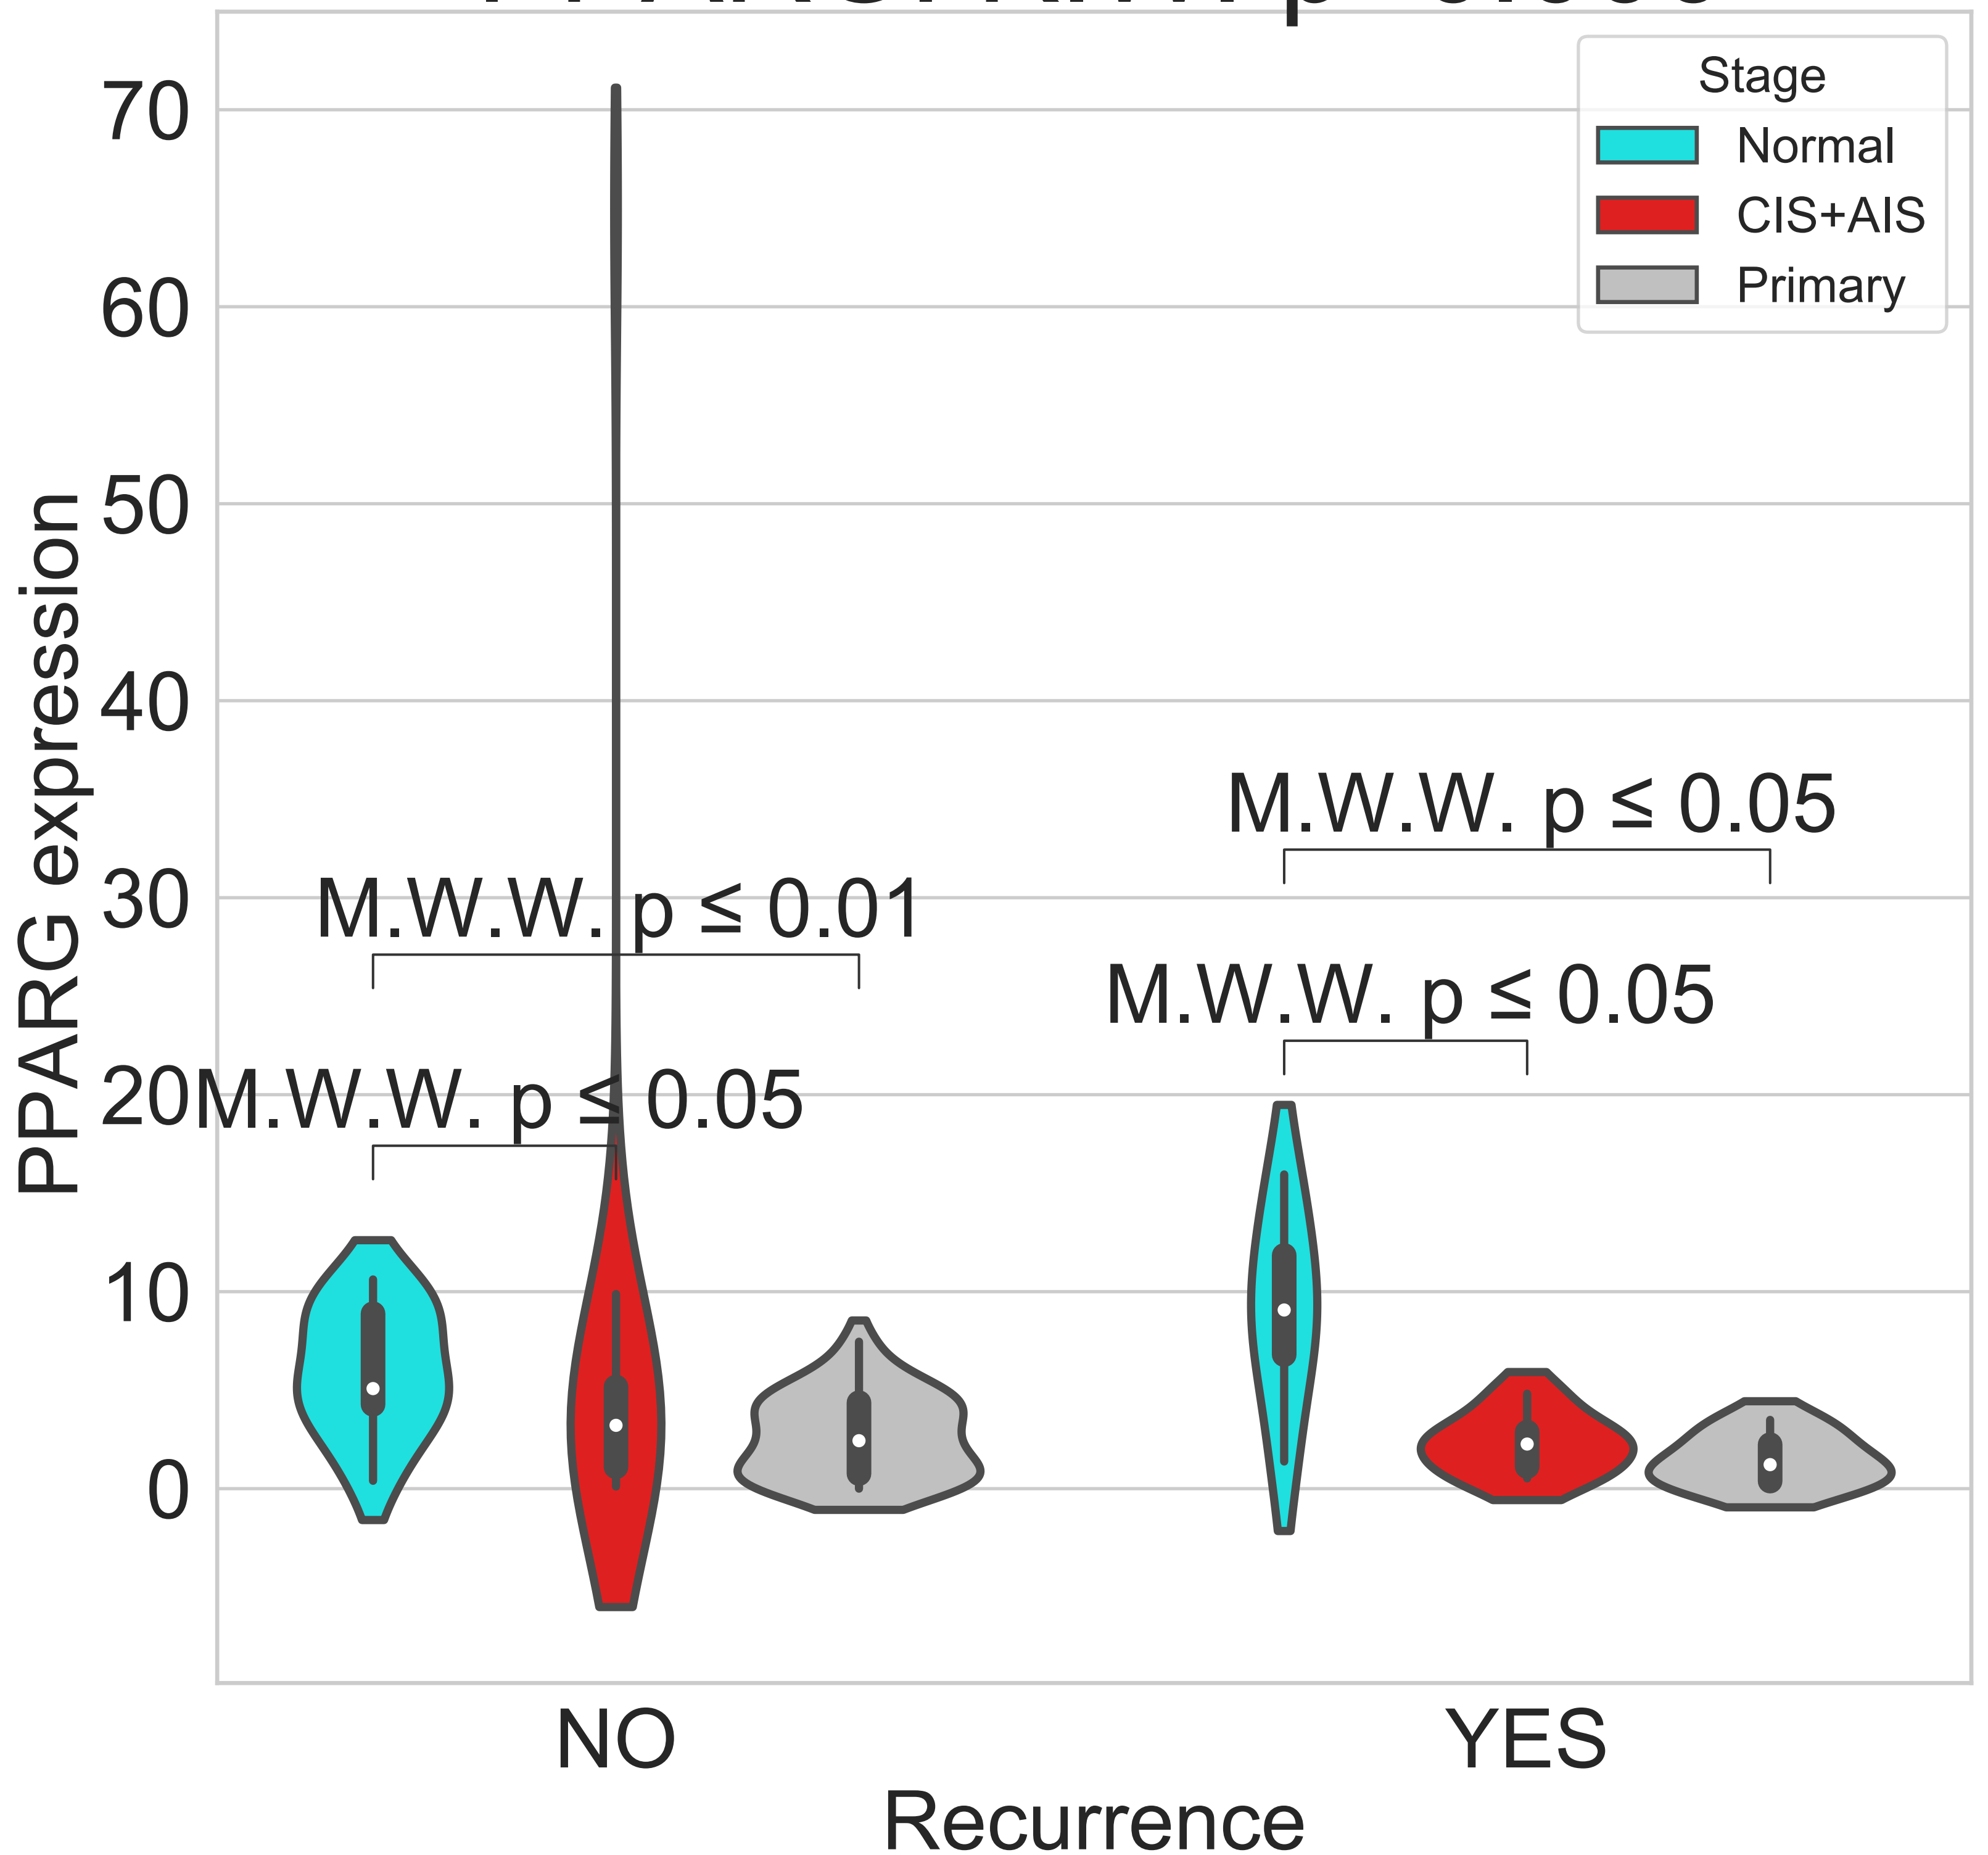 Stage
Normal
CIS+AIS
Primary
70
60
50
40
30
20
10
0
PPARG expression
M.W.W. p ≤ 0.05
M.W.W. p ≤ 0.01
M.W.W. p ≤ 0.05
M.W.W. p ≤ 0.05
NO
YES
Recurrence